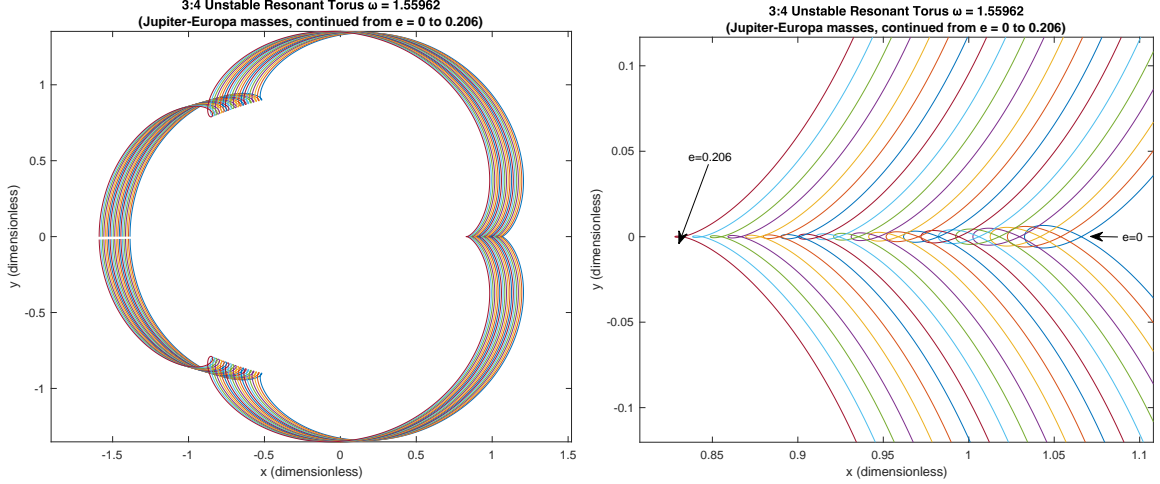 3:4 Unstable Resonant Torus ω = 1.55962
(Jupiter-Europa masses, continued from e = 0 to 0.206)
y (dimensionless)
1
0.5
0
-0.5
-1
-1.5
-1
-0.5
0
0.5
1
1.5
x (dimensionless)
3:4 Unstable Resonant Torus ω = 1.55962
(Jupiter-Europa masses, continued from e = 0 to 0.206)
y (dimensionless)
0.1
0.05
0
-0.05
-0.1
e=0.206
e=0
0.85
0.9
0.95
1
1.05
1.1
x (dimensionless)